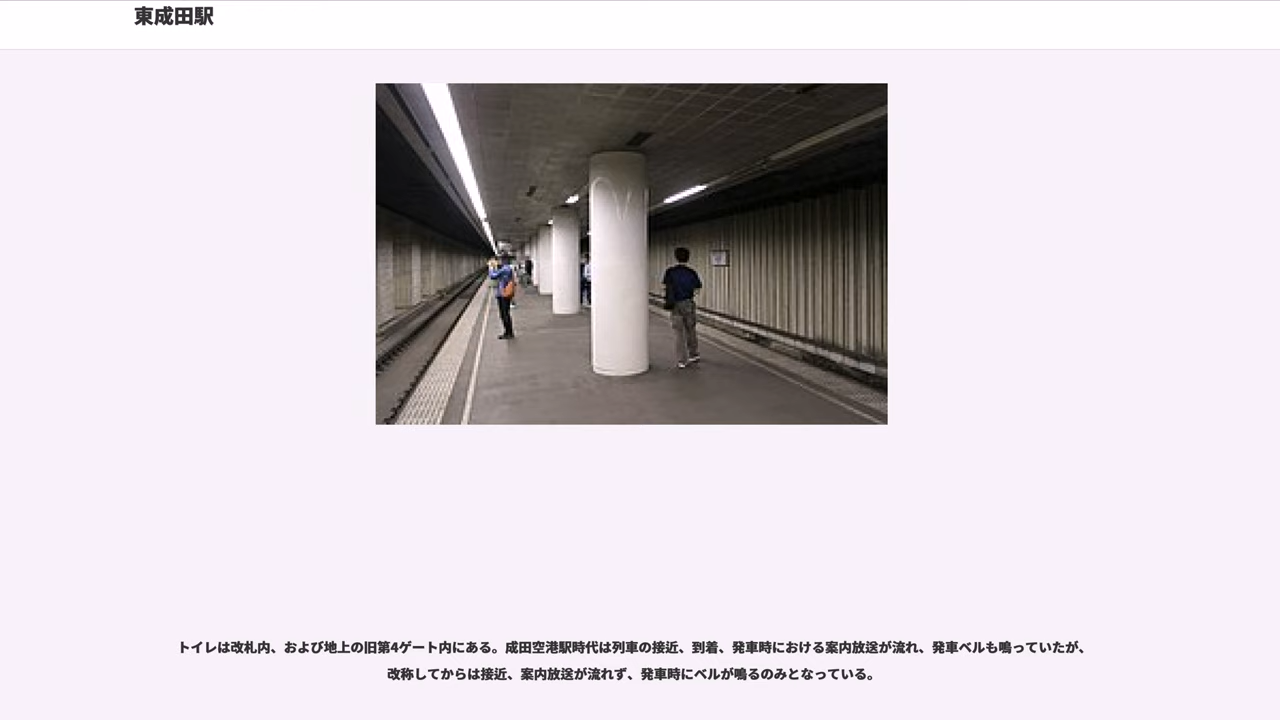 東成田駅
トイレは改札内、および地上の旧第4ゲート内にある。成田空港駅時代は列車の接近、到着、発車時における案内放送が流れ、発車ベルも鳴っていたが、
改称してからは接近、案内放送が流れず、発車時にベルが鳴るのみとなっている。